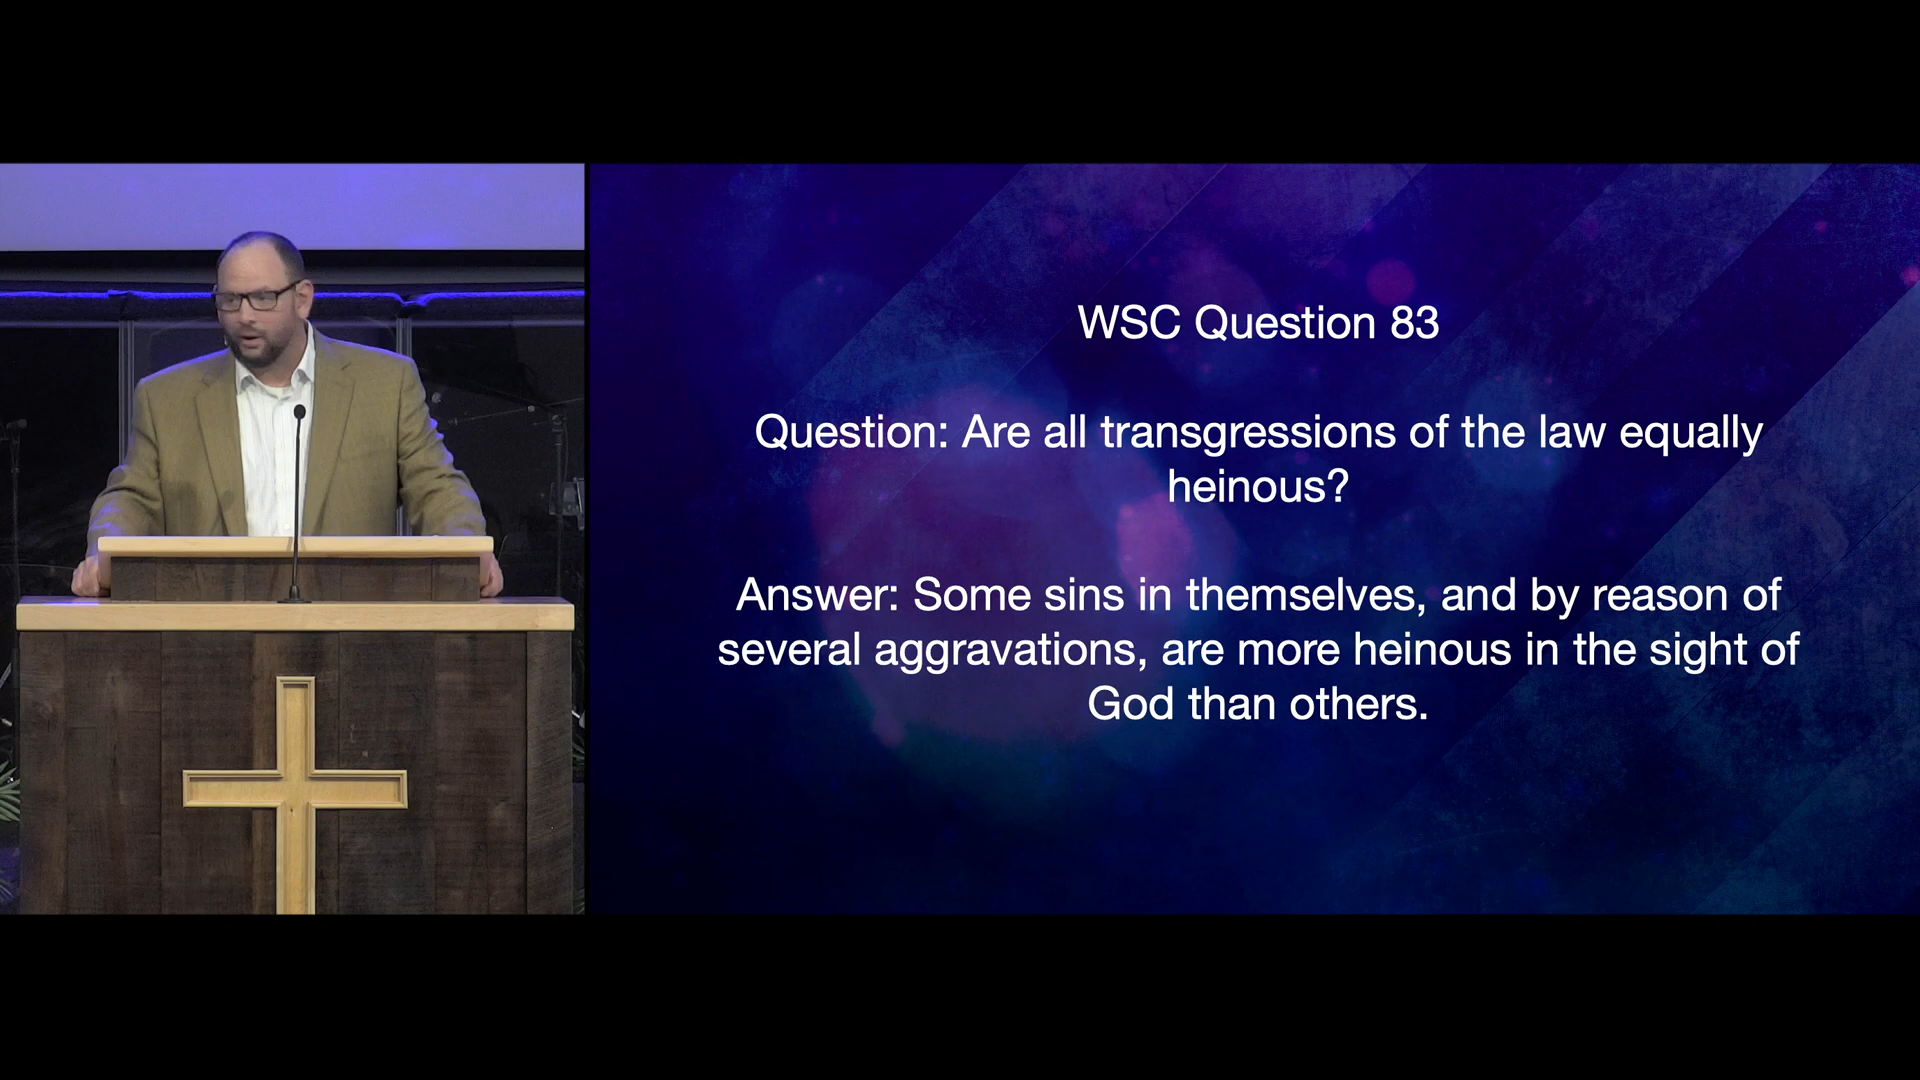 WSC Question 83
Question: Are all transgressions of the law equally
heinous?
Answer: Some sins in themselves, and by reason of
several aggravations, are more heinous in the sight of
God than others.